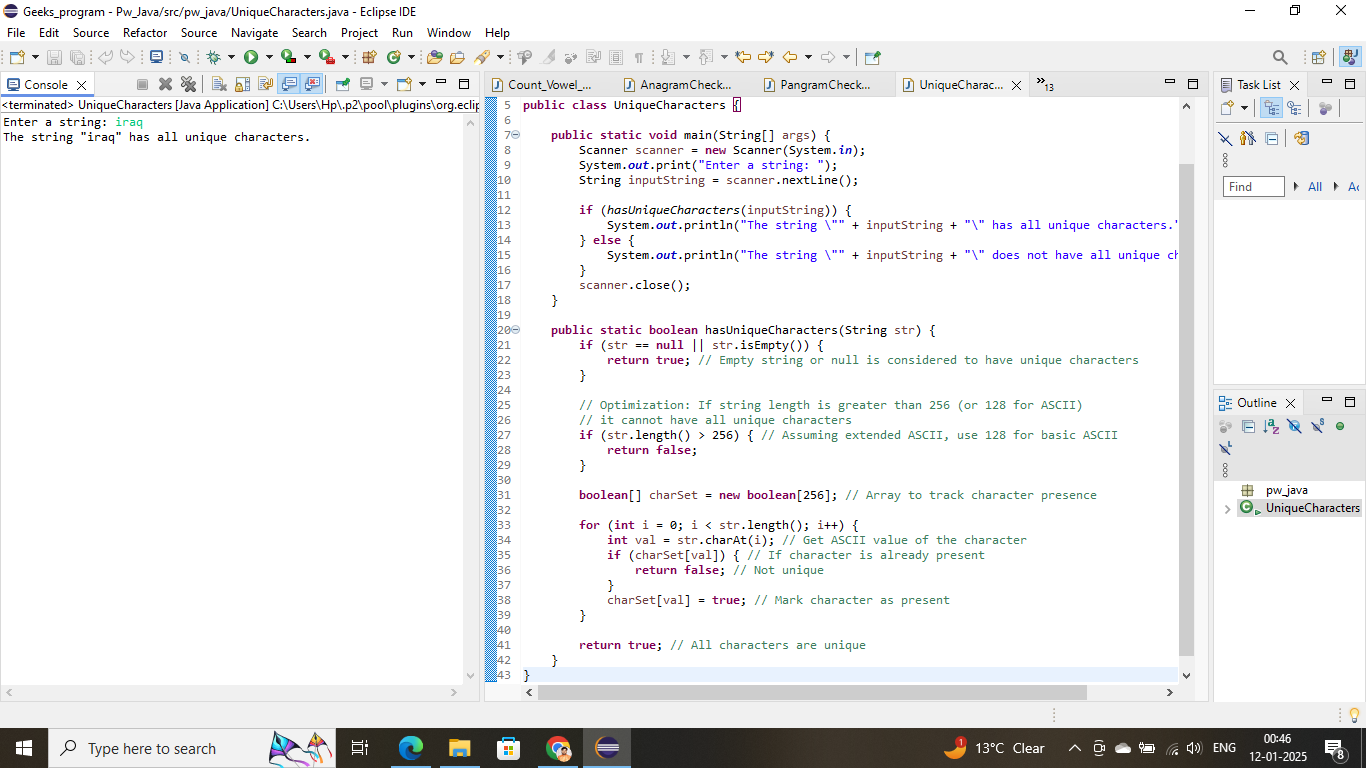 Geeks_program - Pw_Java/src/pw_java/UniqueCharacters.java - Eclipse IDE
File Edit Source Refactor Source Navigate Search Project Run Window Help
Console
<terminated> UniqueCharacters [Java Application] C:\Users\Hp\.p2\pool\plugins\org.eclip
Enter a string: iraq
The string "iraq" has all unique characters.
Count_Vowel_... AnagramCheck... PangramCheck... UniqueCharac... 13
5 public class UniqueCharacters {
6
7 public static void main(String[] args) {
8 Scanner scanner = new Scanner(System.in);
9 System.out.print("Enter a string: ");
10 String inputString = scanner.nextLine();
11
12 if (hasUniqueCharacters(inputString)) {
13 System.out.println("The string \"" + inputString + "\" has all unique characters."
14 } else {
15 System.out.println("The string \"" + inputString + "\" does not have all unique ch
16 }
17 scanner.close();
18 }
19
20 public static boolean hasUniqueCharacters(String str) {
21 if (str == null || str.isEmpty()) {
22 return true; // Empty string or null is considered to have unique characters
23 }
24
25 // Optimization: If string length is greater than 256 (or 128 for ASCII)
26 // it cannot have all unique characters
27 if (str.length() > 256) { // Assuming extended ASCII, use 128 for basic ASCII
28 return false;
29 }
30
31 boolean[] charSet = new boolean[256]; // Array to track character presence
32
33 for (int i = 0; i < str.length(); i++) {
34 int val = str.charAt(i); // Get ASCII value of the character
35 if (charSet[val]) { // If character is already present
36 return false; // Not unique
37 }
38 charSet[val] = true; // Mark character as present
39 }
40
41 return true; // All characters are unique
42 }
43 }
Task List
Find All Ac
Outline
pw_java
UniqueCharacters
Type here to search
13°C Clear
ENG
00:46
12-01-2025
8
1